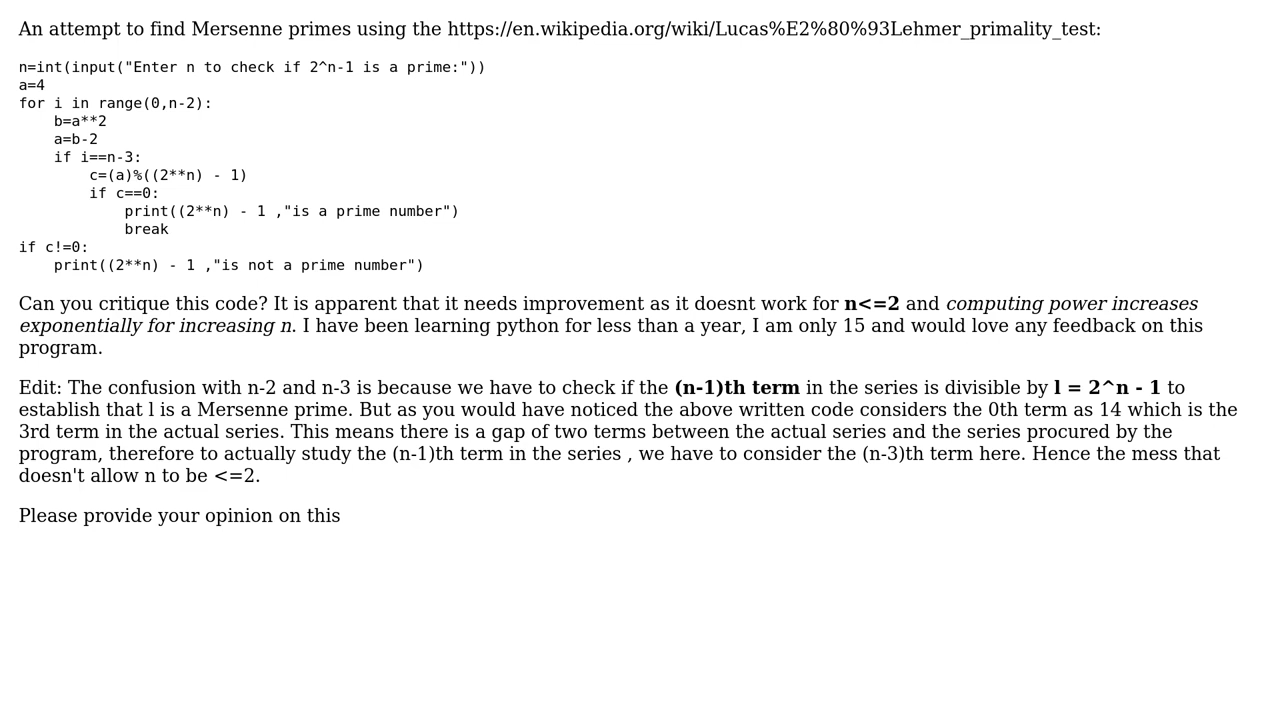 An attempt to find Mersenne primes using the https://en.wikipedia.org/wiki/Lucas%E2%80%93Lehmer_primality_test:
n=int(input("Enter n to check if 2^n-1 is a prime:"))
a=4
for i in range(0,n-2):
    b=a**2
    a=b-2
    if i==n-3:
        c=(a)%((2**n) - 1)
        if c==0:
            print((2**n) - 1 ,"is a prime number")
            break
if c!=0:
    print((2**n) - 1 ,"is not a prime number")
Can you critique this code? It is apparent that it needs improvement as it doesnt work for n<=2 and computing power increases
exponentially for increasing n. I have been learning python for less than a year, I am only 15 and would love any feedback on this
program.
Edit: The confusion with n-2 and n-3 is because we have to check if the (n-1)th term in the series is divisible by l = 2^n - 1 to
establish that l is a Mersenne prime. But as you would have noticed the above written code considers the 0th term as 14 which is the
3rd term in the actual series. This means there is a gap of two terms between the actual series and the series procured by the
program, therefore to actually study the (n-1)th term in the series , we have to consider the (n-3)th term here. Hence the mess that
doesn't allow n to be <=2.
Please provide your opinion on this